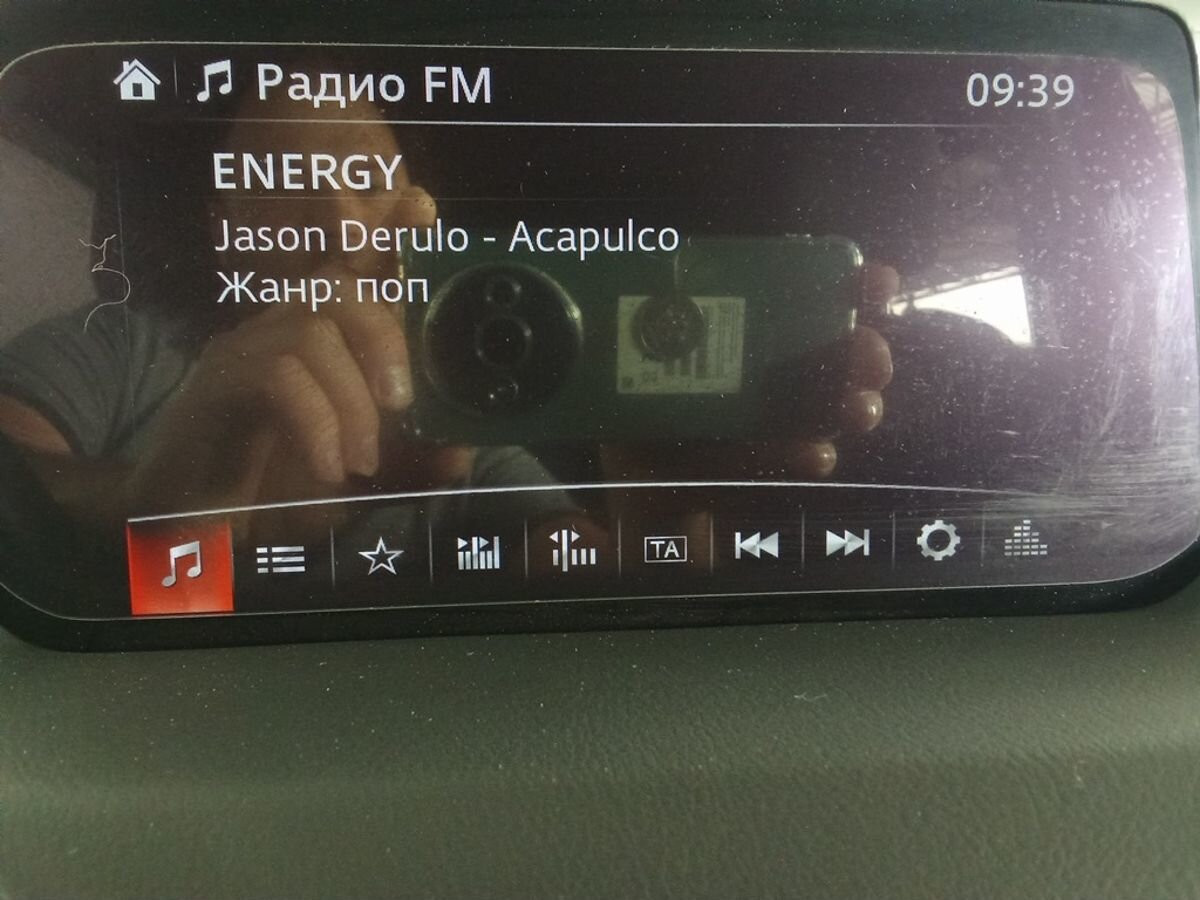 Радио FM 09:39
ENERGY
Jason Derulo - Acapulco
Жанр: поп
TA